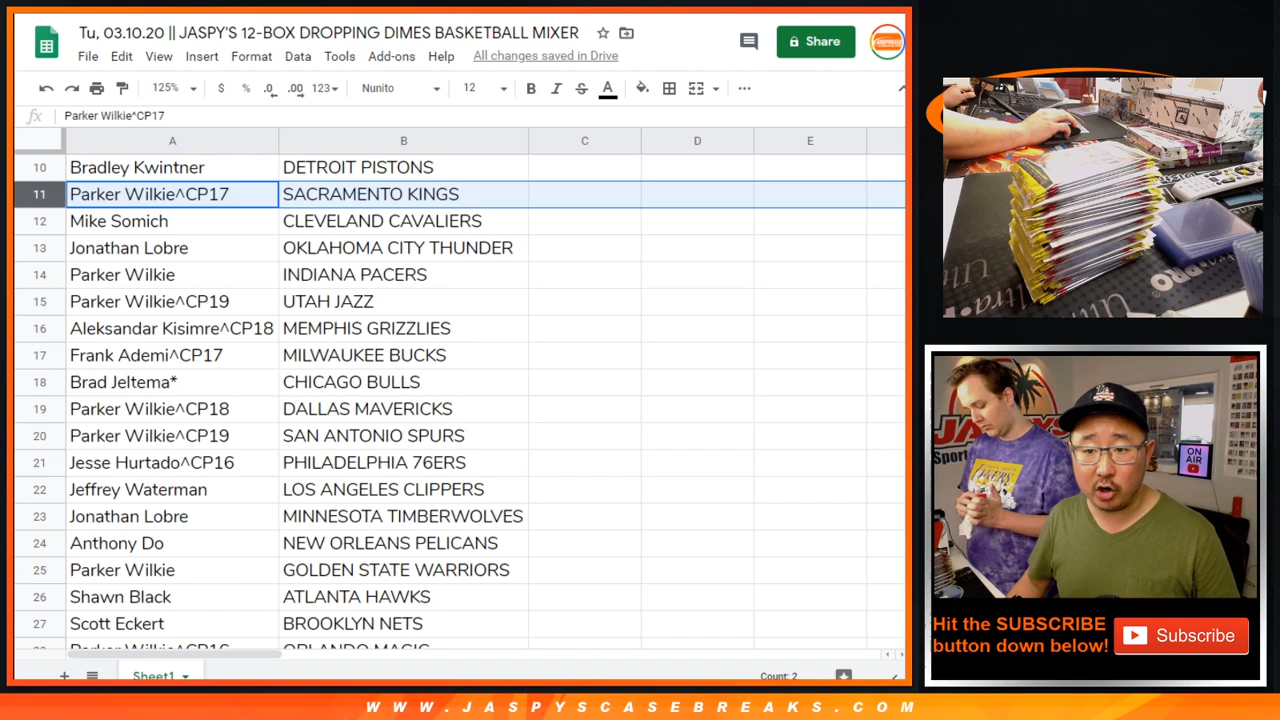 Tu, 03.10.20 || JASPY'S 12-BOX DROPPING DIMES BASKETBALL MIXER
File Edit View Insert Format Data Tools Add-ons Help All changes saved in Drive
Share
125% $ % .0 .00 123 Nunito 12 B I S A
fx Parker Wilkie^CP17
A B C D E
10 Bradley Kwintner DETROIT PISTONS
11 Parker Wilkie^CP17 SACRAMENTO KINGS
12 Mike Somich CLEVELAND CAVALIERS
13 Jonathan Lobre OKLAHOMA CITY THUNDER
14 Parker Wilkie INDIANA PACERS
15 Parker Wilkie^CP19 UTAH JAZZ
16 Aleksandar Kisimre^CP18 MEMPHIS GRIZZLIES
17 Frank Ademi^CP17 MILWAUKEE BUCKS
18 Brad Jeltema* CHICAGO BULLS
19 Parker Wilkie^CP18 DALLAS MAVERICKS
20 Parker Wilkie^CP19 SAN ANTONIO SPURS
21 Jesse Hurtado^CP16 PHILADELPHIA 76ERS
22 Jeffrey Waterman LOS ANGELES CLIPPERS
23 Jonathan Lobre MINNESOTA TIMBERWOLVES
24 Anthony Do NEW ORLEANS PELICANS
25 Parker Wilkie GOLDEN STATE WARRIORS
26 Shawn Black ATLANTA HAWKS
27 Scott Eckert BROOKLYN NETS
Parker Wilkie^CP16 ORLANDO MAGIC
Sheet1
Count: 2
ON
AIR
Hit the SUBSCRIBE
button down below!
Subscribe
WWW.JASPYSCASEBREAKS.COM